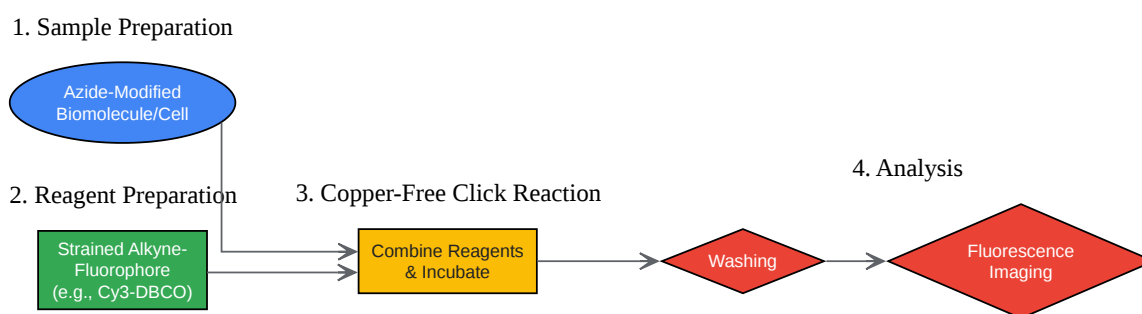 1. Sample Preparation
Azide-Modified
Biomolecule/Cell
2. Reagent Preparation
Strained Alkyne-
Fluorophore
(e.g., Cy3-DBCO)
3. Copper-Free Click Reaction
Combine Reagents
& Incubate
Washing
4. Analysis
Fluorescence
Imaging